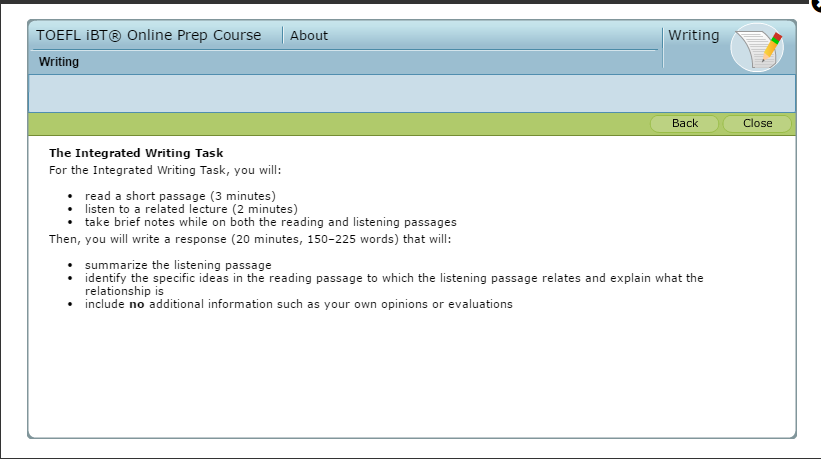 TOEFL iBT® Online Prep Course About Writing
Writing
Back Close
The Integrated Writing Task
For the Integrated Writing Task, you will:
• read a short passage (3 minutes)
• listen to a related lecture (2 minutes)
• take brief notes while on both the reading and listening passages
Then, you will write a response (20 minutes, 150–225 words) that will:
• summarize the listening passage
• identify the specific ideas in the reading passage to which the listening passage relates and explain what the
relationship is
• include no additional information such as your own opinions or evaluations